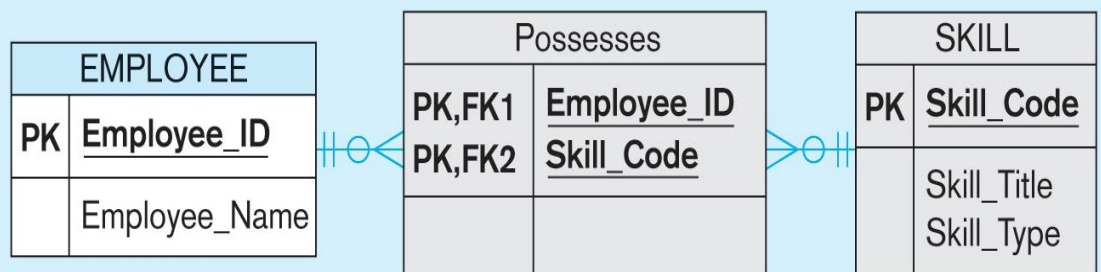 EMPLOYEE
PK Employee_ID
Employee_Name
Possesses
PK,FK1 Employee_ID
PK,FK2 Skill_Code
SKILL
PK Skill_Code
Skill_Title
Skill_Type